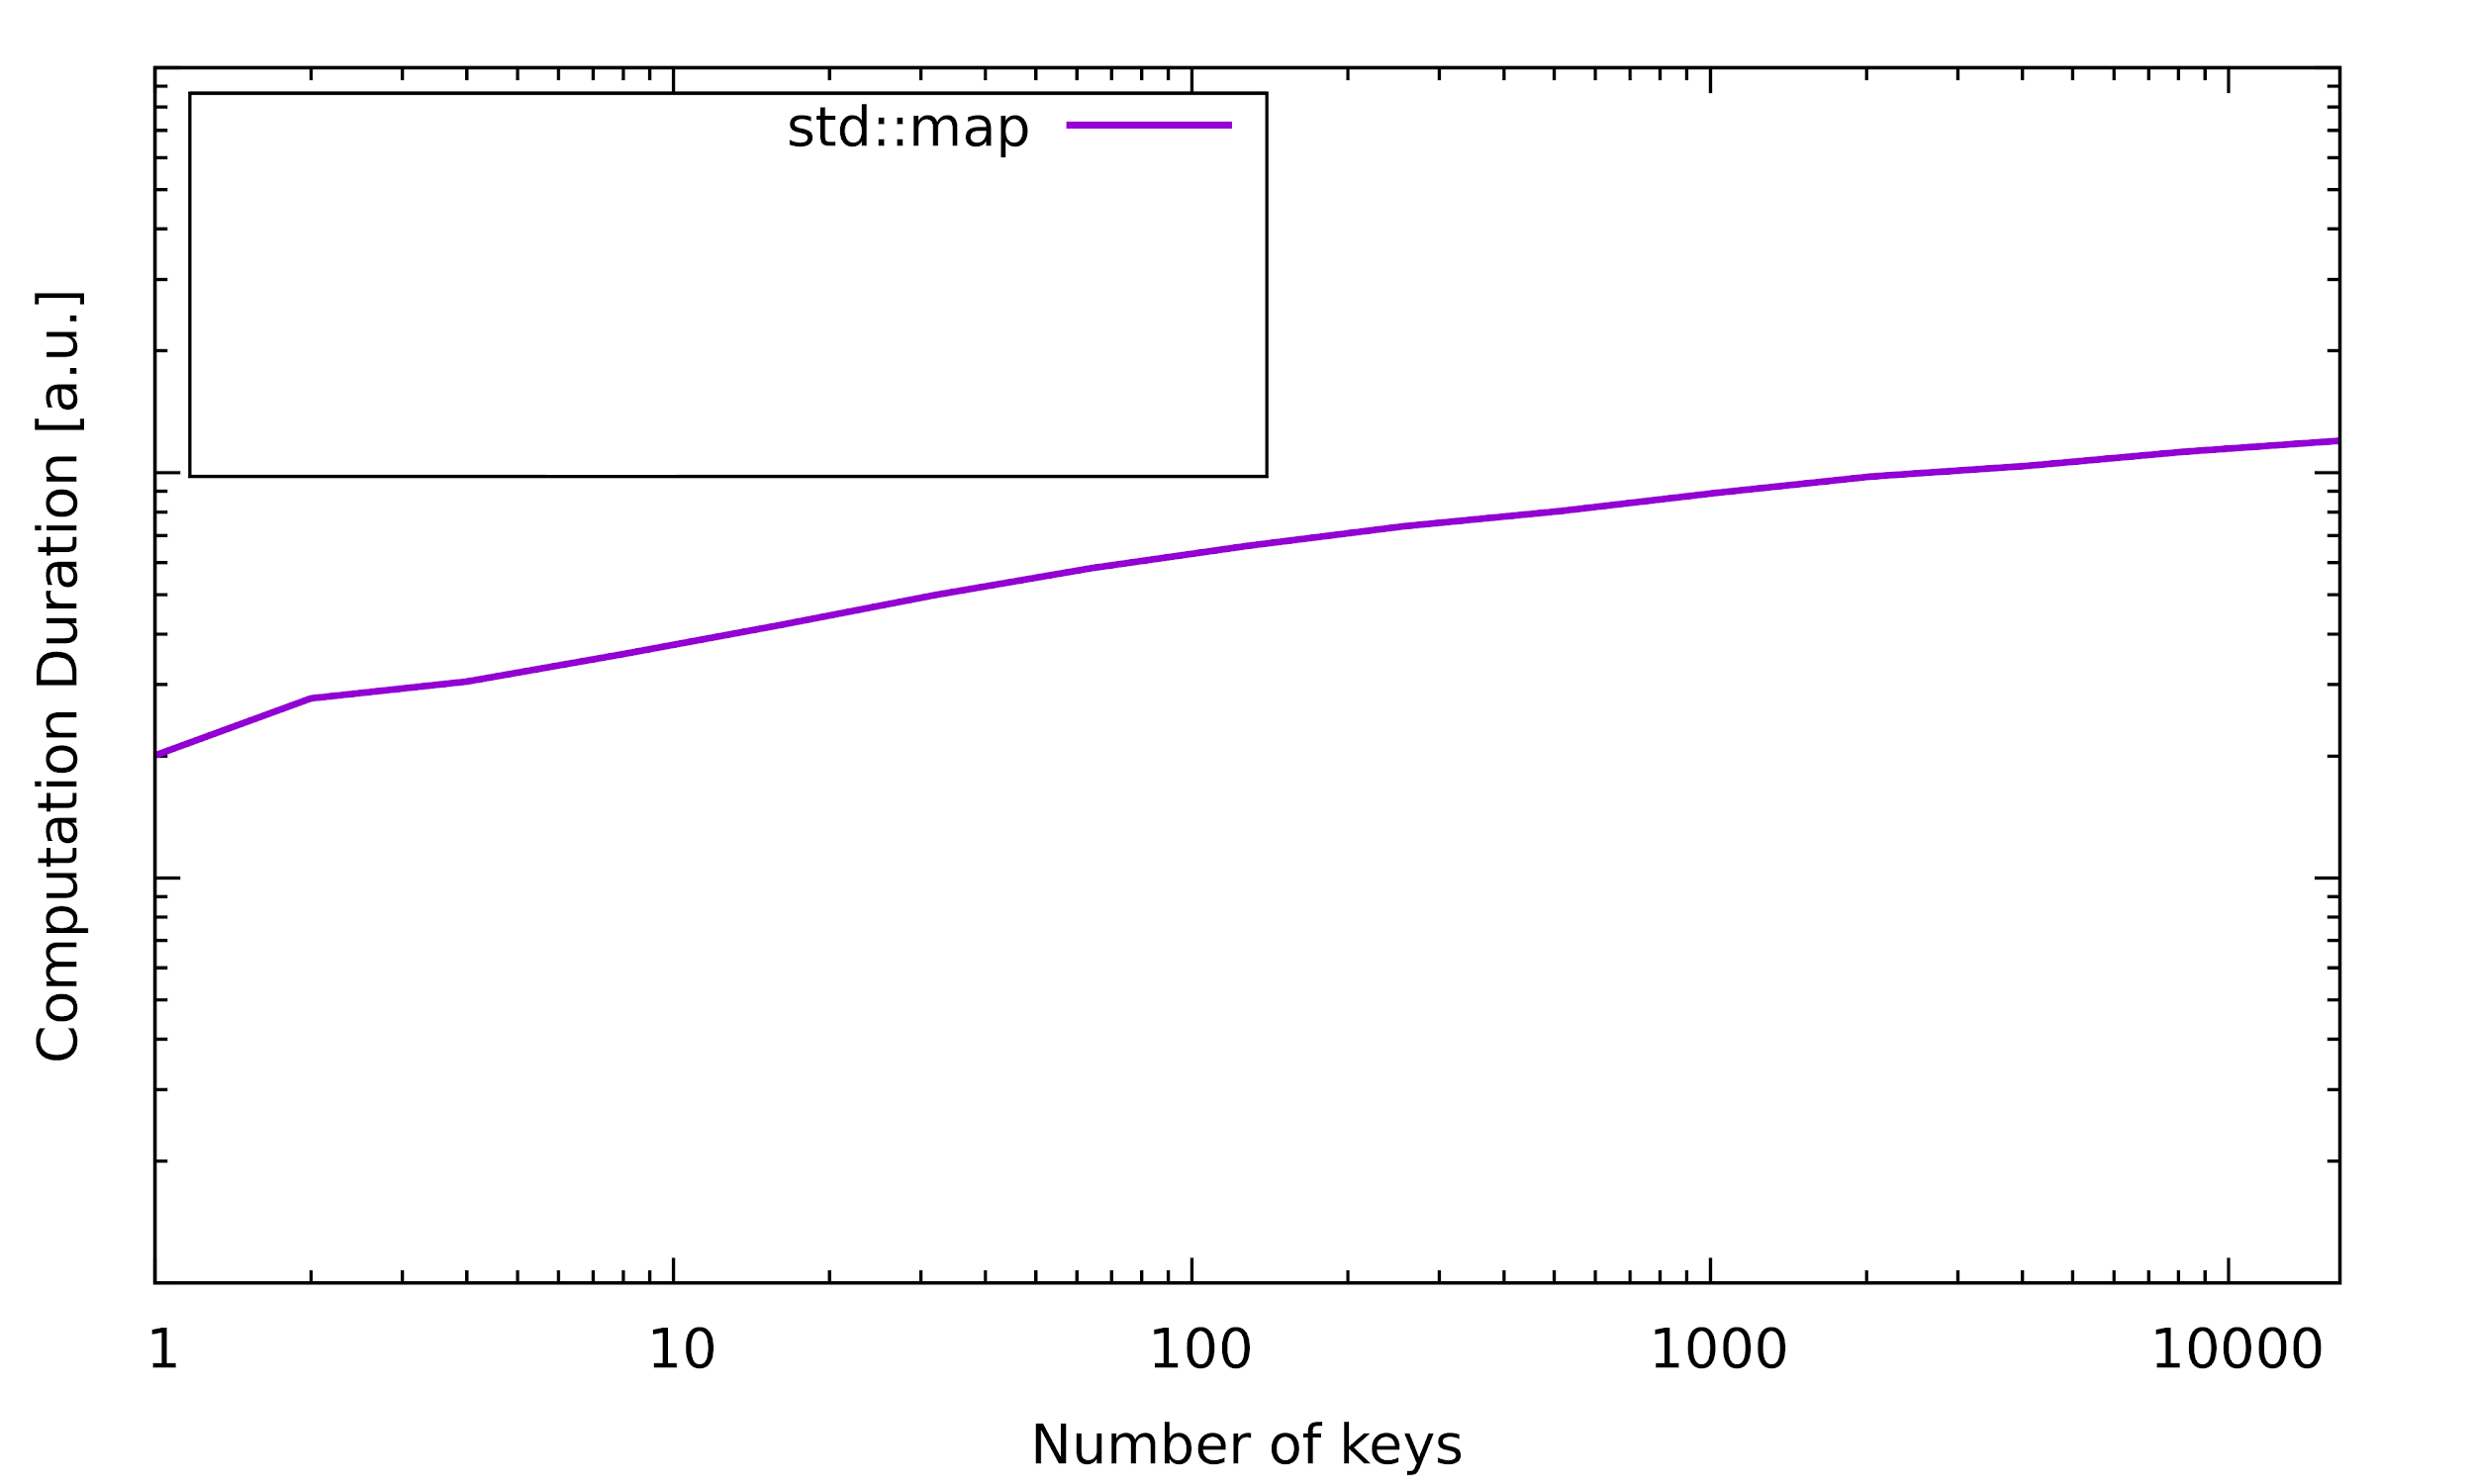 std::map
Computation Duration [a.u.]
1 10 100 1000 10000
Number of keys